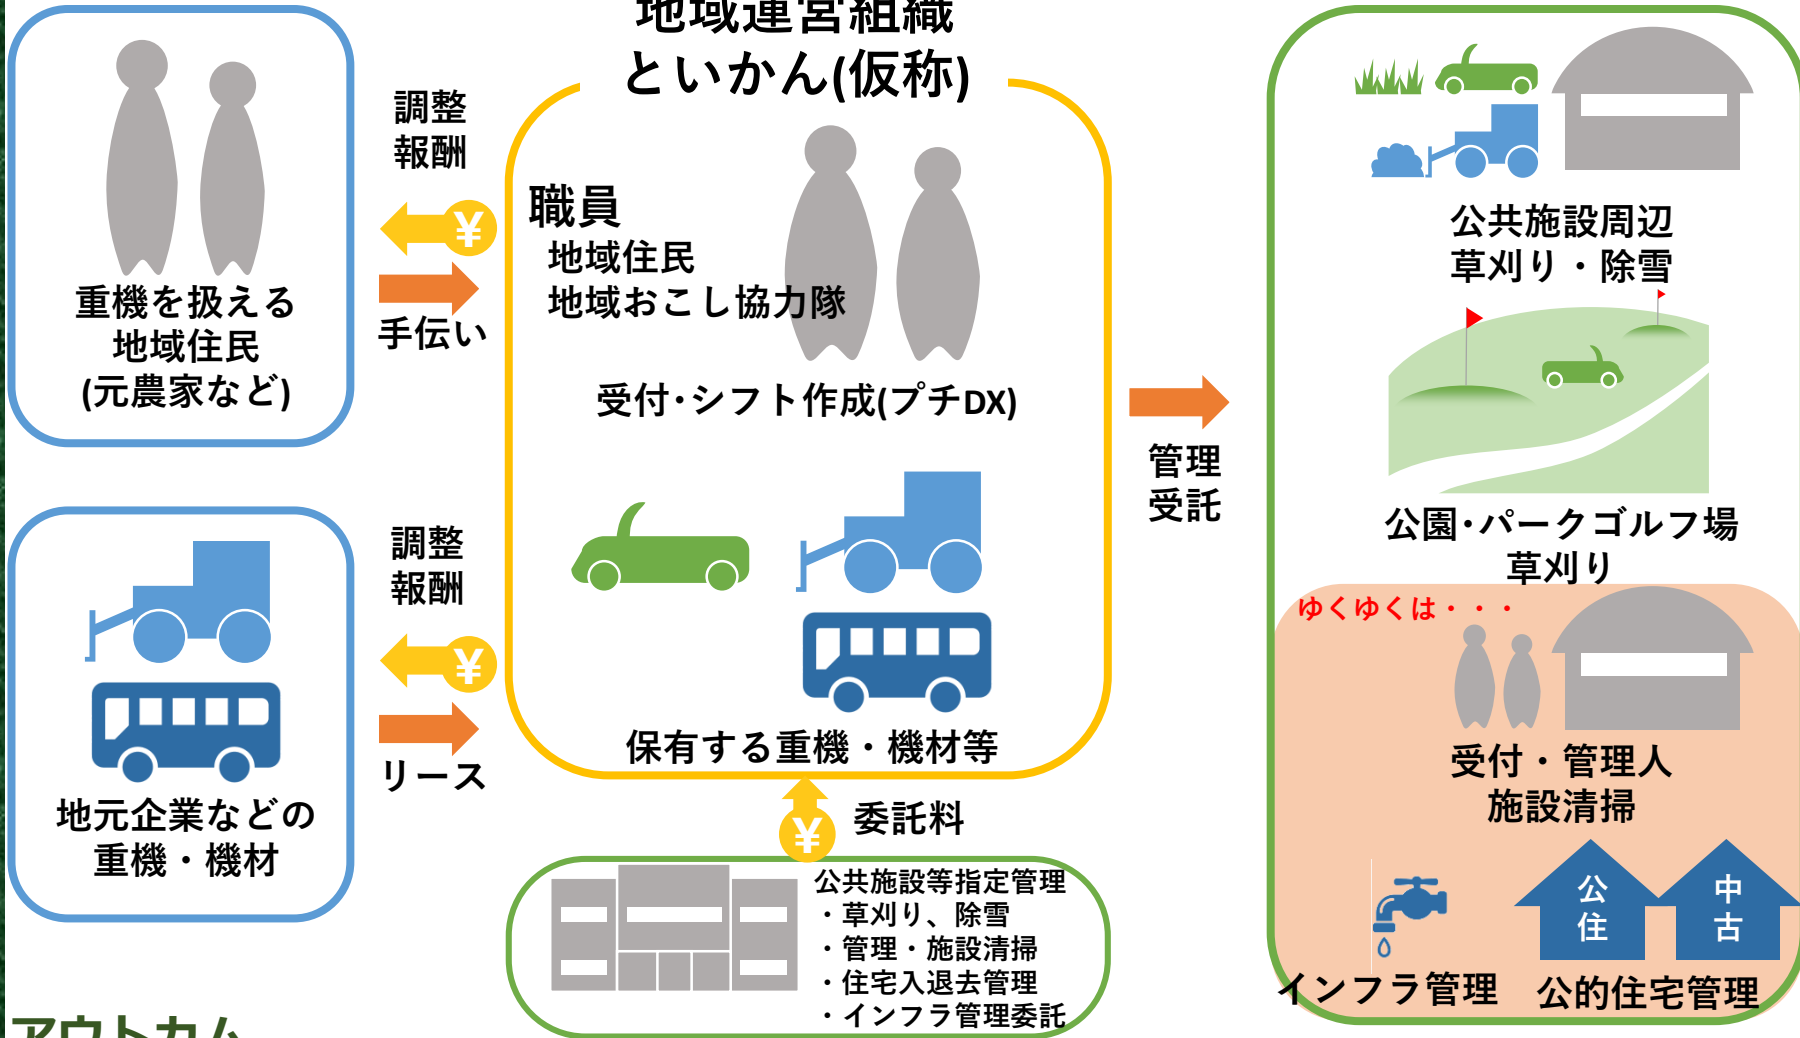 地域運営組織
といかん(仮称)
重機を扱える
地域住民
(元農家など)
調整
報酬
¥
手伝い
職員
地域住民
地域おこし協力隊
受付・シフト作成(プチDX)
保有する重機・機材等
地元企業などの
重機・機材
調整
報酬
¥
リース
¥
委託料
公共施設等指定管理
・草刈り、除雪
・管理・施設清掃
・住宅入退去管理
・インフラ管理委託
管理
受託
公共施設周辺
草刈り・除雪
公園・パークゴルフ場
草刈り
ゆくゆくは・・・
受付・管理人
施設清掃
公
住
中
古
インフラ管理
公的住宅管理
アウトカム